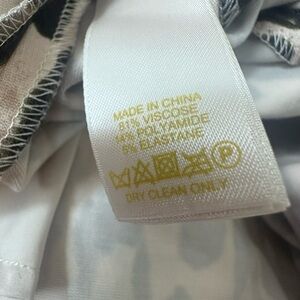 MADE IN CHINA
81% VISCOSE
14% POLYAMIDE
5% ELASTANE
P
DRY CLEAN ONLY